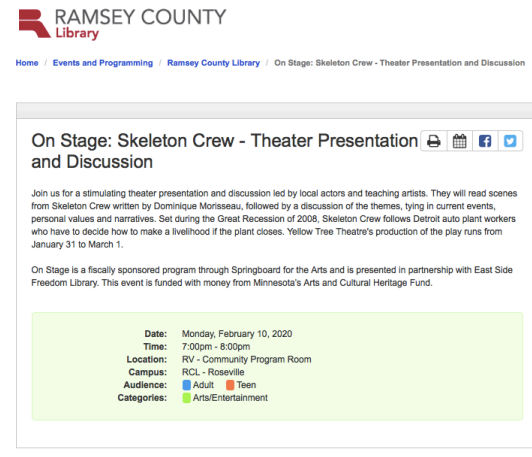 RAMSEY COUNTY
Library
Home / Events and Programming / Ramsey County Library / On Stage: Skeleton Crew - Theater Presentation and Discussion
On Stage: Skeleton Crew - Theater Presentation
and Discussion
Join us for a stimulating theater presentation and discussion led by local actors and teaching artists. They will read scenes
from Skeleton Crew written by Dominique Morisseau, followed by a discussion of the themes, tying in current events,
personal values and narratives. Set during the Great Recession of 2008, Skeleton Crew follows Detroit auto plant workers
who have to decide how to make a livelihood if the plant closes. Yellow Tree Theatre's production of the play runs from
January 31 to March 1.
On Stage is a fiscally sponsored program through Springboard for the Arts and is presented in partnership with East Side
Freedom Library. This event is funded with money from Minnesota's Arts and Cultural Heritage Fund.
Date: Monday, February 10, 2020
Time: 7:00pm - 8:00pm
Location: RV - Community Program Room
Campus: RCL - Roseville
Audience: Adult Teen
Categories: Arts/Entertainment